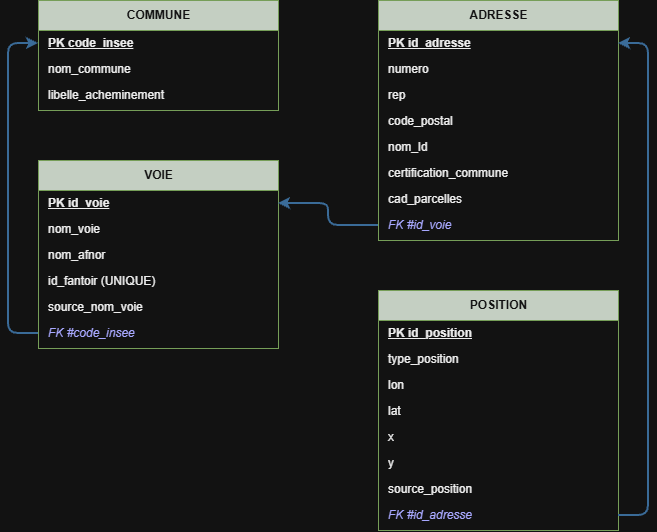 COMMUNE
PK code_insee
nom_commune
libelle_acheminement
VOIE
PK id_voie
nom_voie
nom_afnor
id_fantoir (UNIQUE)
source_nom_voie
FK #code_insee
ADRESSE
PK id_adresse
numero
rep
code_postal
nom_ld
certification_commune
cad_parcelles
FK #id_voie
POSITION
PK id_position
type_position
lon
lat
x
y
source_position
FK #id_adresse